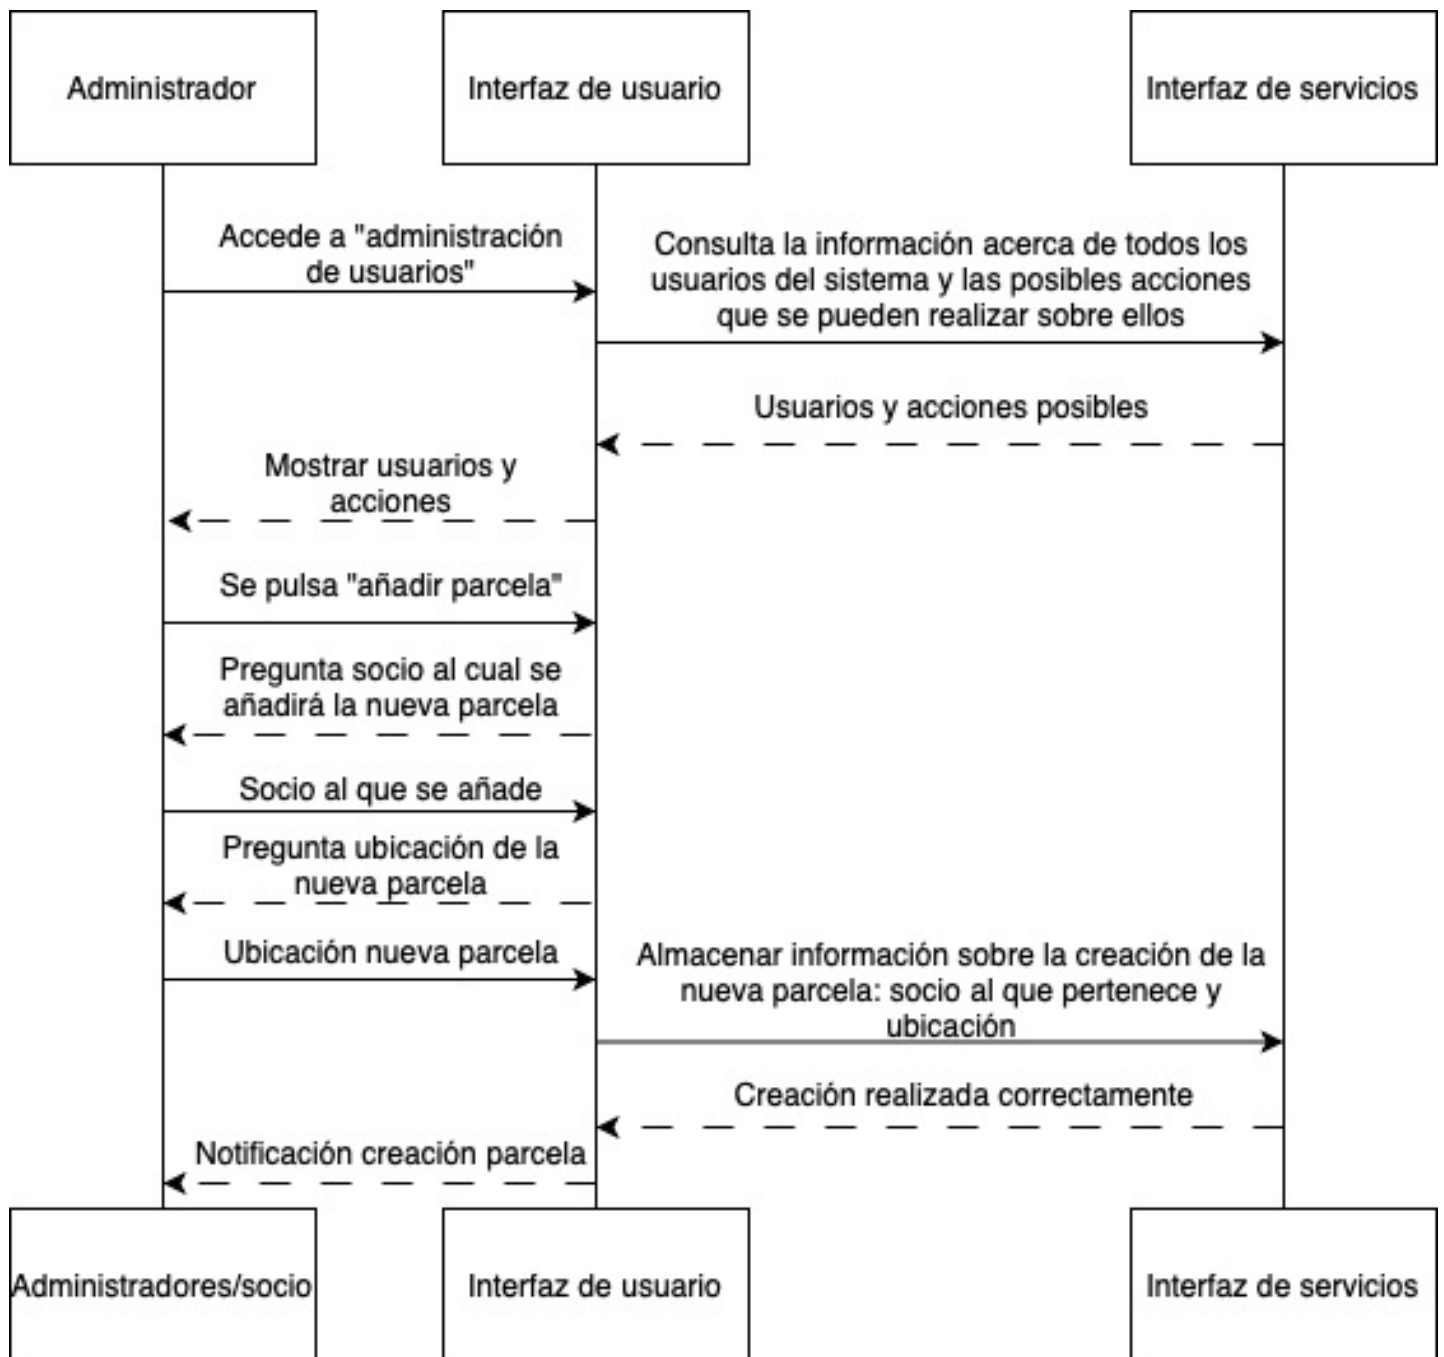 Administrador
Interfaz de usuario
Interfaz de servicios
Accede a "administración
de usuarios"
Consulta la información acerca de todos los
usuarios del sistema y las posibles acciones
que se pueden realizar sobre ellos
Usuarios y acciones posibles
Mostrar usuarios y
acciones
Se pulsa "añadir parcela"
Pregunta socio al cual se
añadirá la nueva parcela
Socio al que se añade
Pregunta ubicación de la
nueva parcela
Ubicación nueva parcela
Almacenar información sobre la creación de la
nueva parcela: socio al que pertenece y
ubicación
Creación realizada correctamente
Notificación creación parcela
Administradores/socio
Interfaz de usuario
Interfaz de servicios